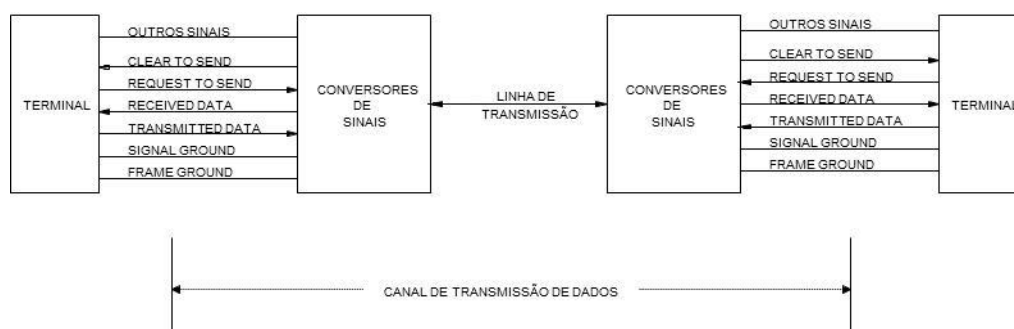 OUTROS SINAIS
CLEAR TO SEND
REQUEST TO SEND
RECEIVED DATA
TRANSMITTED DATA
SIGNAL GROUND
FRAME GROUND
TERMINAL
CONVERSORES
DE
SINAIS
LINHA DE
TRANSMISSÃO
CONVERSORES
DE
SINAIS
OUTROS SINAIS
CLEAR TO SEND
REQUEST TO SEND
RECEIVED DATA
TRANSMITTED DATA
SIGNAL GROUND
FRAME GROUND
TERMINAL
CANAL DE TRANSMISSÃO DE DADOS